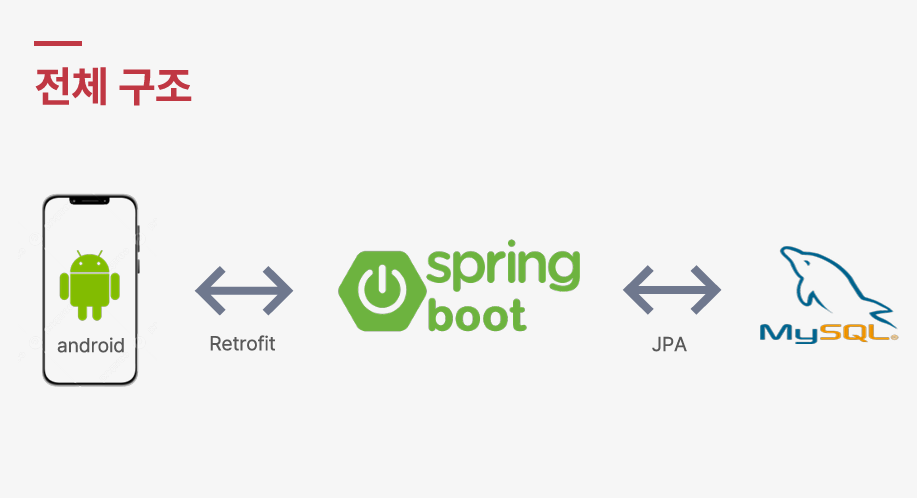 전체 구조
android
Retrofit
spring
boot
JPA
MySQL